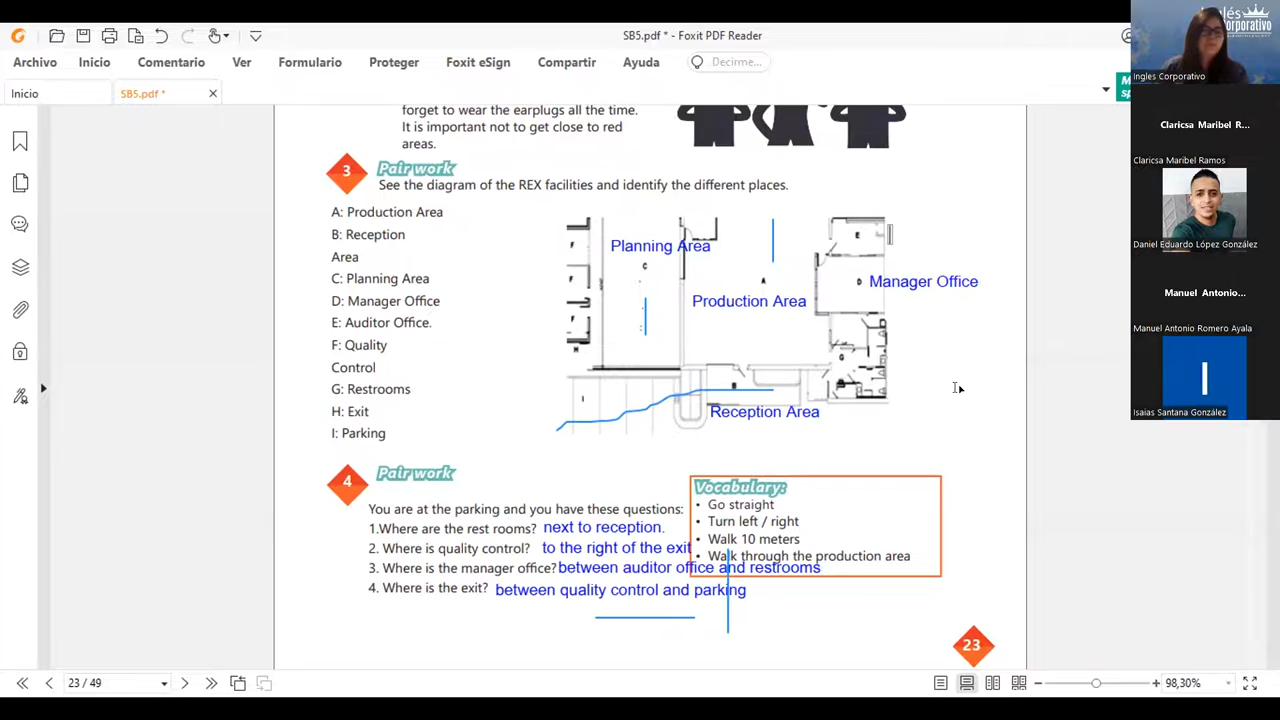 SB5.pdf * - Foxit PDF Reader
Archivo Inicio Comentario Ver Formulario Proteger Foxit eSign Compartir Ayuda Decirme...
Inicio SB5.pdf *
Ingles Corporativo
Claricsa Maribel R...
Claricsa Maribel Ramos
Daniel Eduardo López González
Manuel Antonio...
Manuel Antonio Romero Ayala
I
Isaias Santana González
forget to wear the earplugs all the time.
It is important not to get close to red
areas.
3 Pair work
See the diagram of the REX facilities and identify the different places.
A: Production Area
B: Reception
Area
C: Planning Area
D: Manager Office
E: Auditor Office.
F: Quality
Control
G: Restrooms
H: Exit
I: Parking
F
F
F
H
I
Planning Area
C
A
Production Area
E
D
Manager Office
G
B
Reception Area
4 Pair work
You are at the parking and you have these questions:
1.Where are the rest rooms? next to reception.
2. Where is quality control? to the right of the exit
3. Where is the manager office? between auditor office and restrooms
4. Where is the exit? between quality control and parking
Vocabulary:
• Go straight
• Turn left / right
• Walk 10 meters
• Walk through the production area
23
23 / 49
98,30%